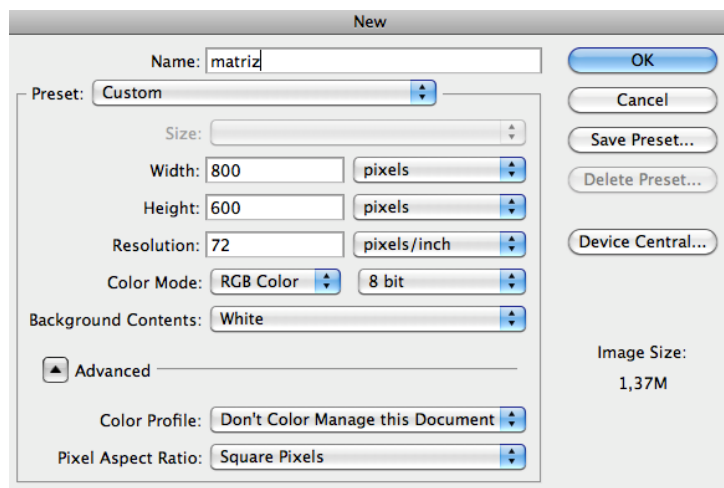 New
Name: matriz
OK
Preset: Custom
Cancel
Size:
Save Preset...
Width: 800 pixels
Delete Preset...
Height: 600 pixels
Resolution: 72 pixels/inch
Device Central...
Color Mode: RGB Color 8 bit
Background Contents: White
Image Size:
1,37M
Advanced
Color Profile: Don't Color Manage this Document
Pixel Aspect Ratio: Square Pixels